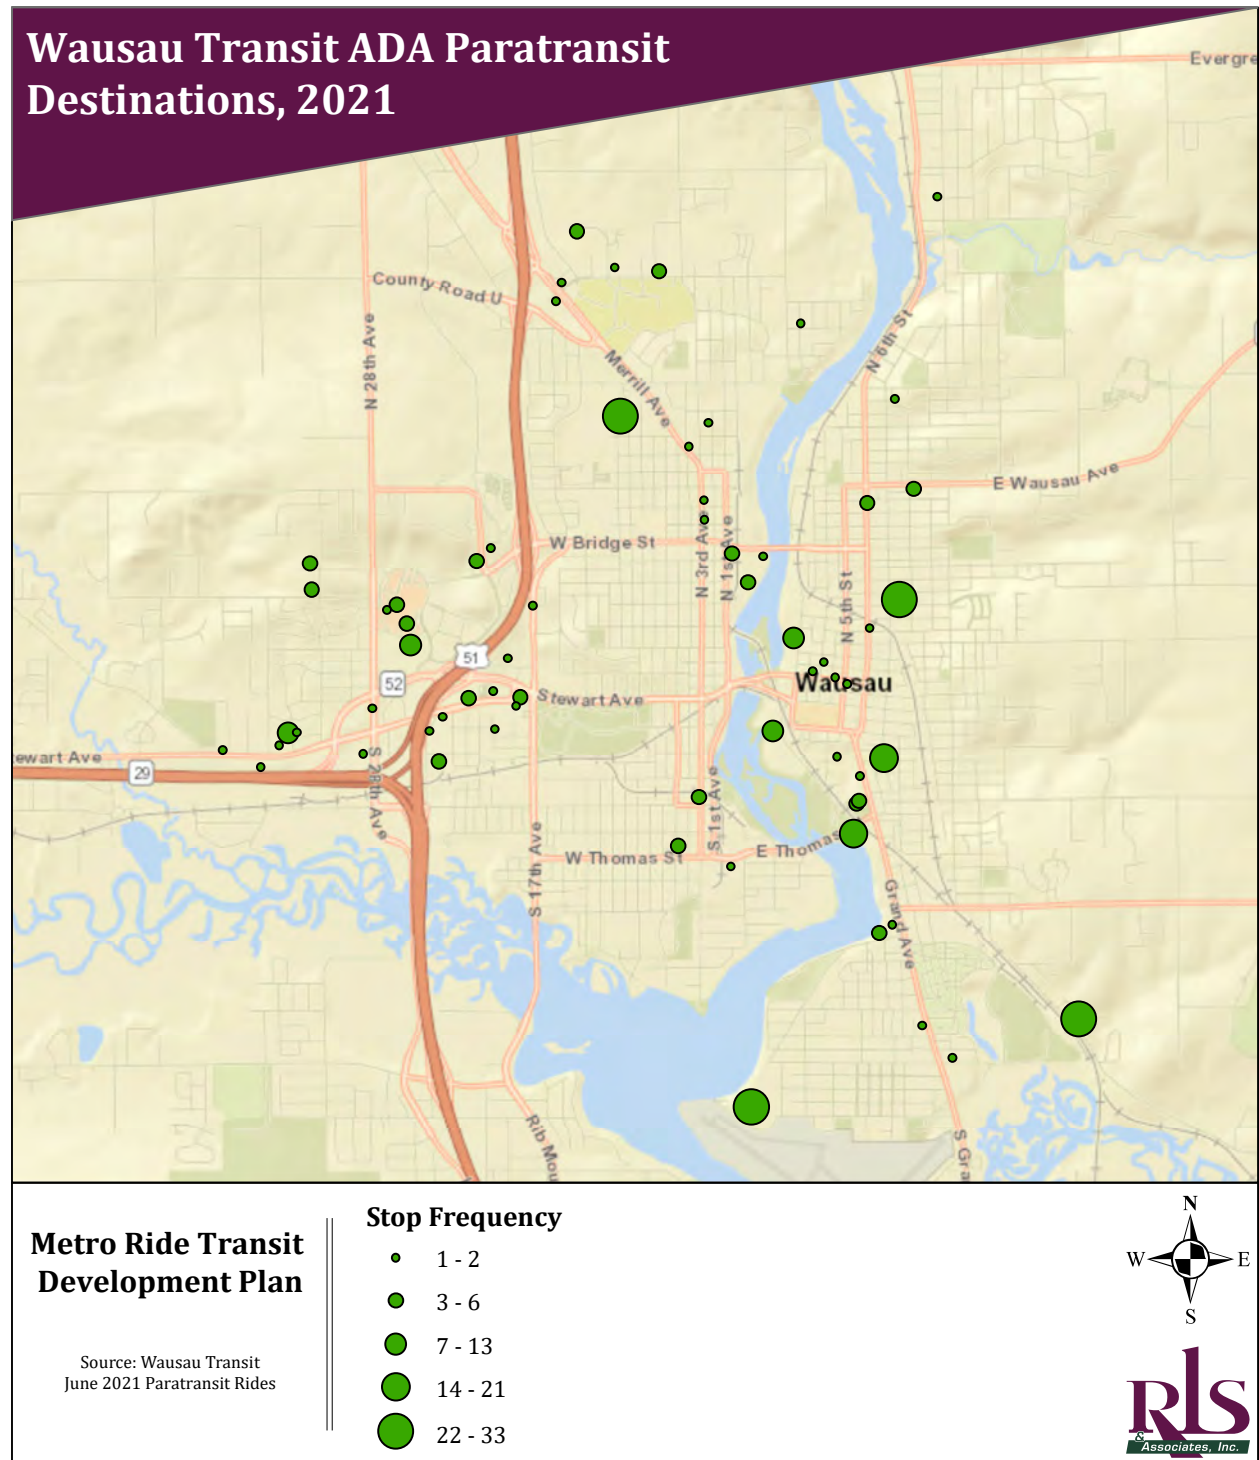 Wausau Transit ADA Paratransit
Destinations, 2021
Evergre
County Road U
N 28th Ave
Merrill Ave
N 6th St
E Wausau Ave
W Bridge St
N 3rd Ave
N 1st Ave
N 5th St
51
52
Wausau
Stewart Ave
ewart Ave
29
S 28th Ave
S 1st Ave
S 17th Ave
W Thomas St
E Thomas
Grand Ave
Rib Mou
S Gra
Metro Ride Transit
Development Plan
Source: Wausau Transit
June 2021 Paratransit Rides
Stop Frequency
1 - 2
3 - 6
7 - 13
14 - 21
22 - 33
N
W E
S
RLS
& Associates, Inc.